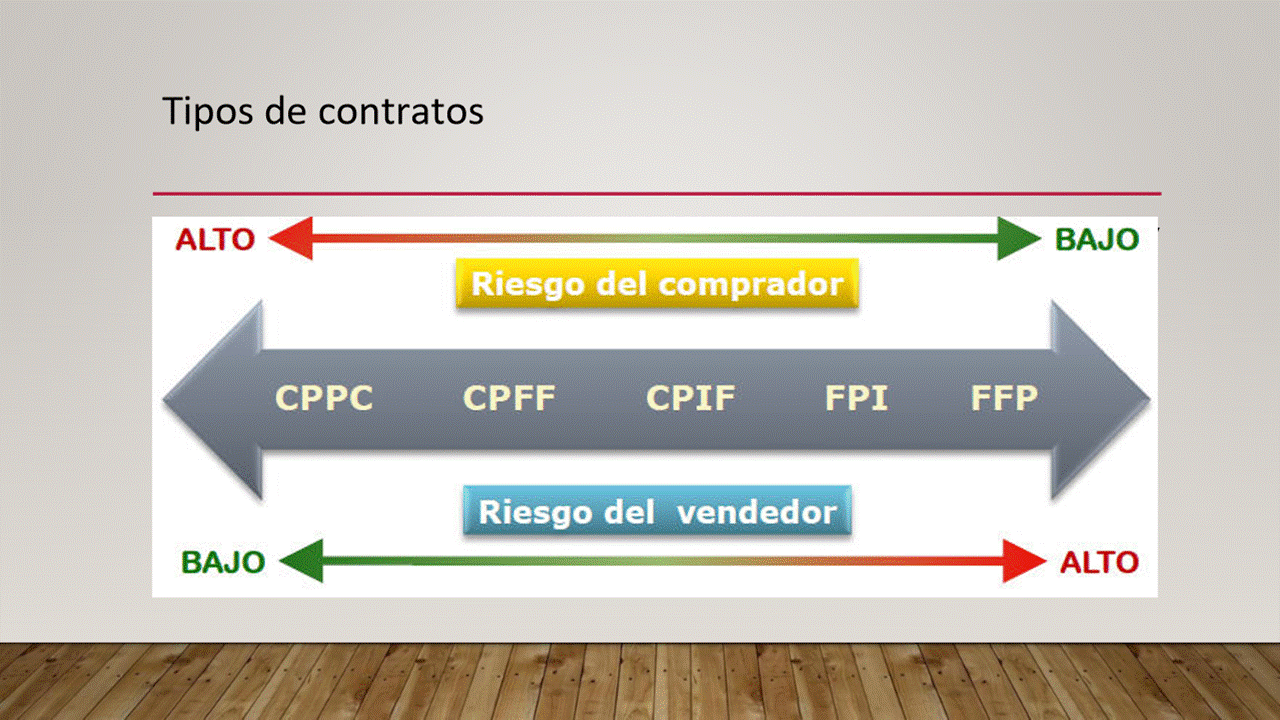 Tipos de contratos
ALTO
BAJO
Riesgo del comprador
CPPC CPFF CPIF FPI FFP
Riesgo del vendedor
BAJO
ALTO